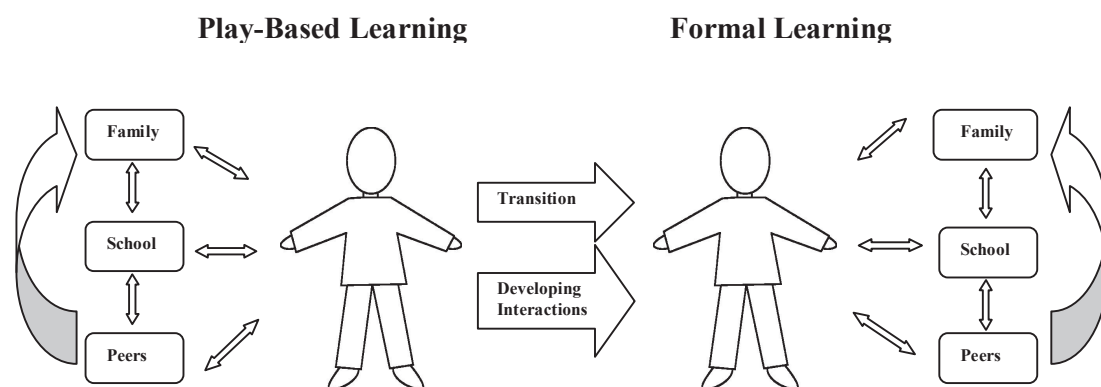 Play-Based Learning
Formal Learning
Family
School
Peers
Transition
Developing
Interactions
Family
School
Peers